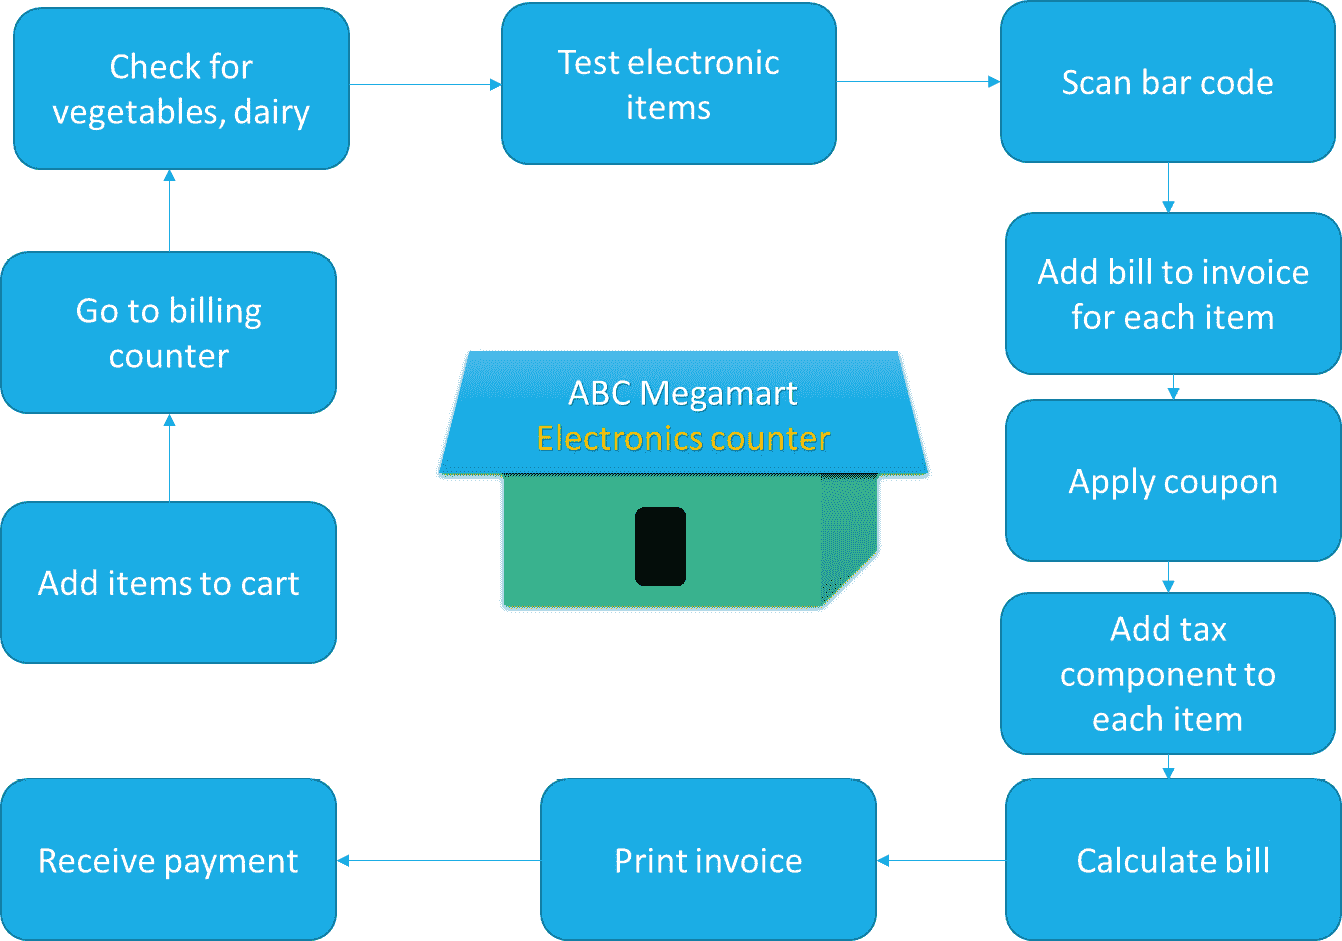 Check for
vegetables, dairy
Test electronic
items
Scan bar code
Go to billing
counter
Add bill to invoice
for each item
ABC Megamart
Electronics counter
Apply coupon
Add items to cart
Add tax
component to
each item
Receive payment
Print invoice
Calculate bill